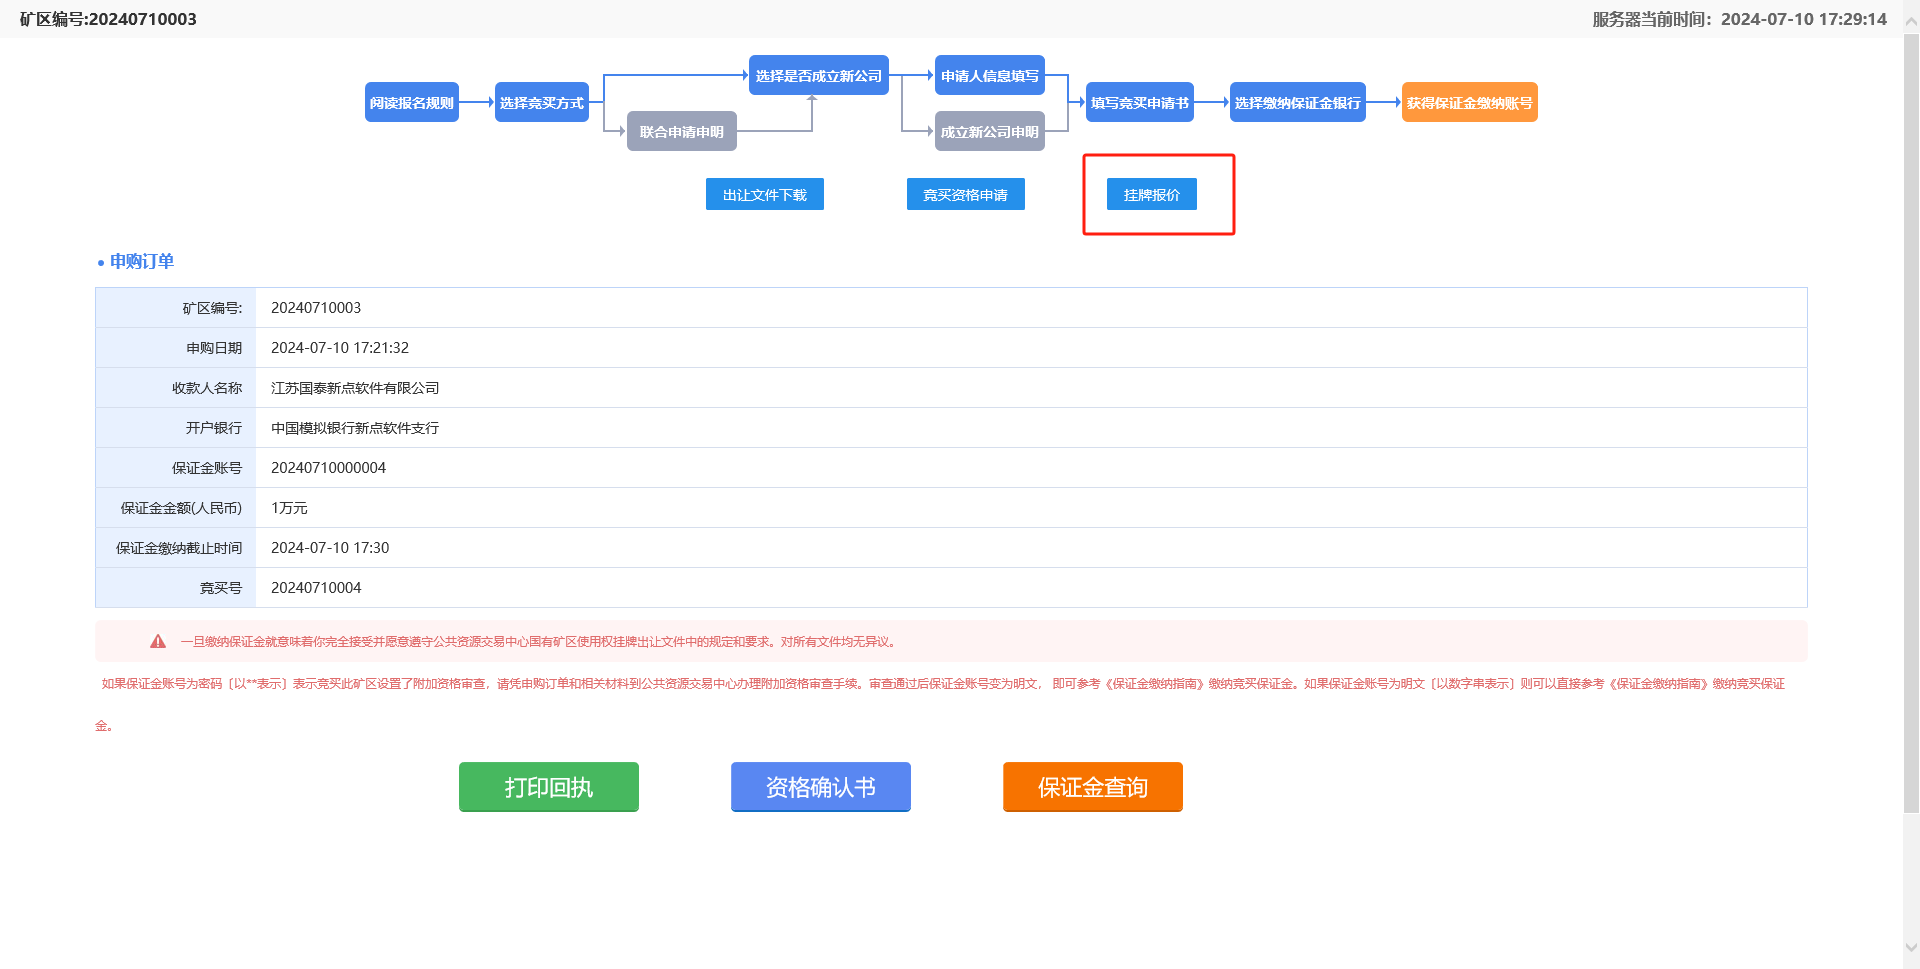 矿区编号:20240710003
服务器当前时间：2024-07-10 17:29:14
阅读报名规则
选择竞买方式
联合申请申明
选择是否成立新公司
申请人信息填写
成立新公司申明
填写竞买申请书
选择缴纳保证金银行
获得保证金缴纳账号
出让文件下载
竞买资格申请
挂牌报价
申购订单
矿区编号: 20240710003
申购日期 2024-07-10 17:21:32
收款人名称 江苏国泰新点软件有限公司
开户银行 中国模拟银行新点软件支行
保证金账号 20240710000004
保证金金额(人民币) 1万元
保证金缴纳截止时间 2024-07-10 17:30
竞买号 20240710004
一旦缴纳保证金就意味着你完全接受并愿意遵守公共资源交易中心国有矿区使用权挂牌出让文件中的规定和要求。对所有文件均无异议。
如果保证金账号为密码〔以**表示〕表示竞买此矿区设置了附加资格审查，请凭申购订单和相关材料到公共资源交易中心办理附加资格审查手续。审查通过后保证金账号变为明文， 即可参考《保证金缴纳指南》缴纳竞买保证金。如果保证金账号为明文〔以数字串表示〕则可以直接参考《保证金缴纳指南》缴纳竞买保证
金。
打印回执
资格确认书
保证金查询